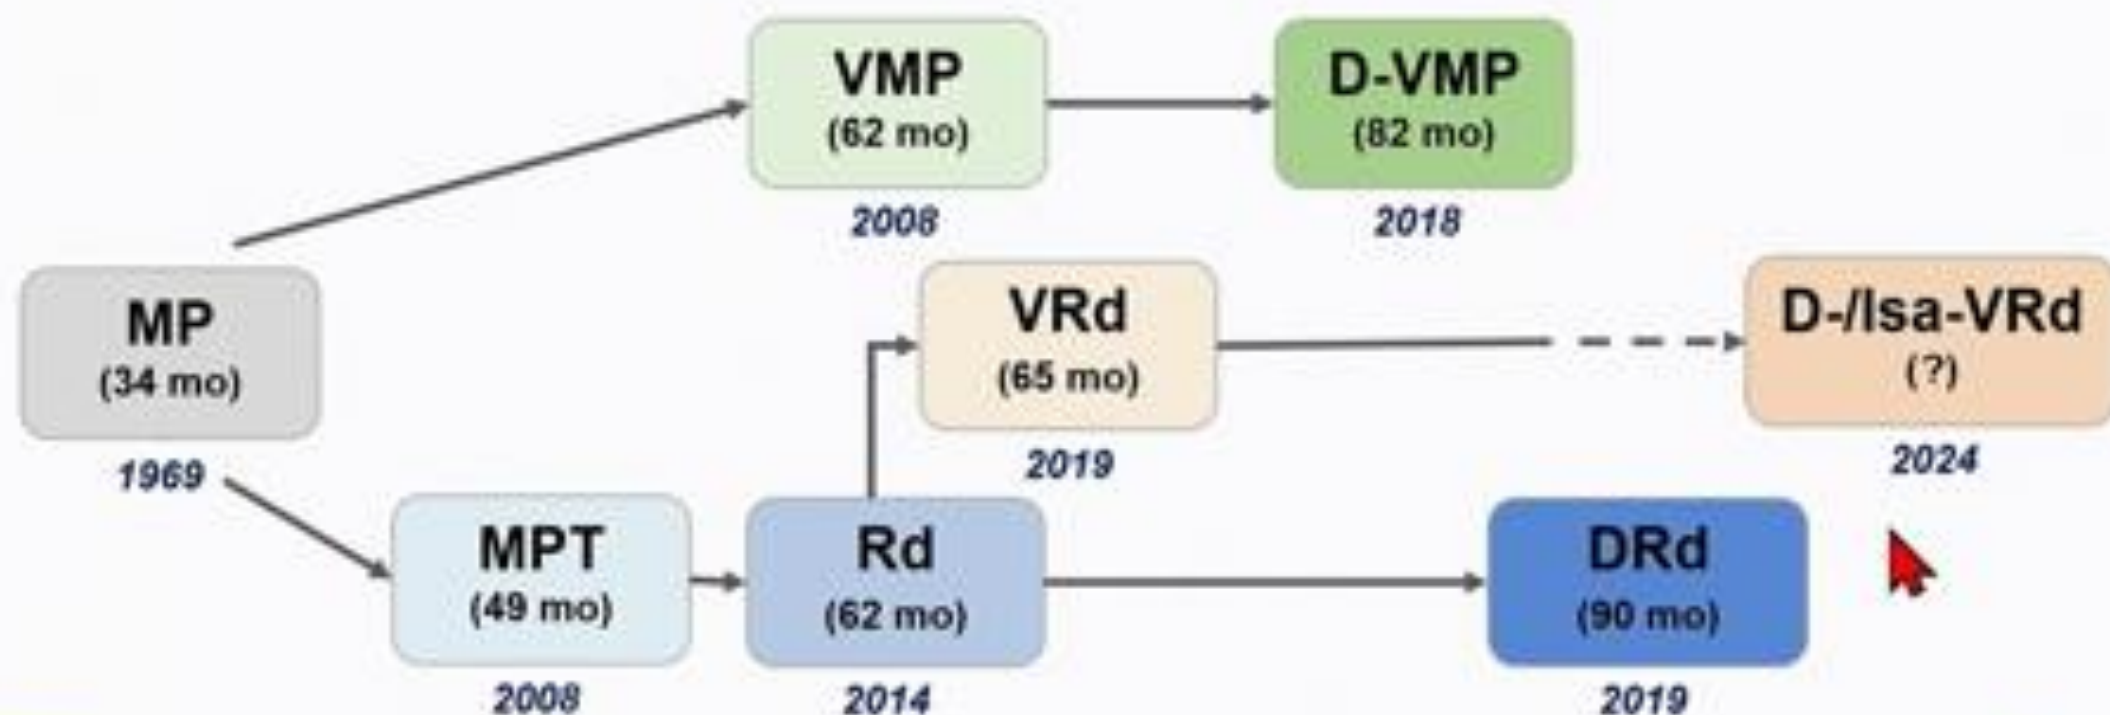 VMP
(62 mo)
2008
D-VMP
(82 mo)
2018
MP
(34 mo)
1969
VRd
(65 mo)
2019
D-/Isa-VRd
(?)
2024
MPT
(49 mo)
2008
Rd
(62 mo)
2014
DRd
(90 mo)
2019